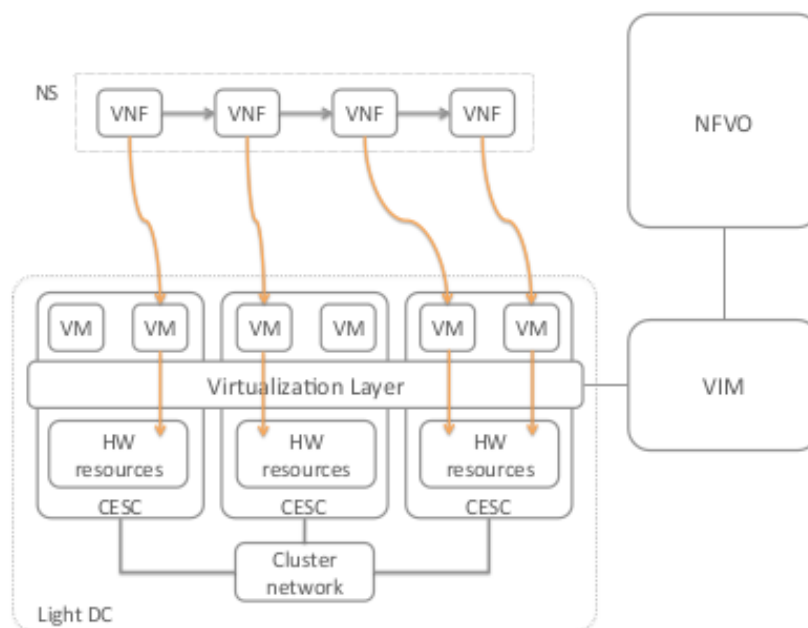 NS
VNF
VNF
VNF
VNF
NFVO
VM
VM
VM
VM
VM
VM
Virtualization Layer
VIM
HW
resources
HW
resources
HW
resources
CESC
CESC
CESC
Cluster
network
Light DC